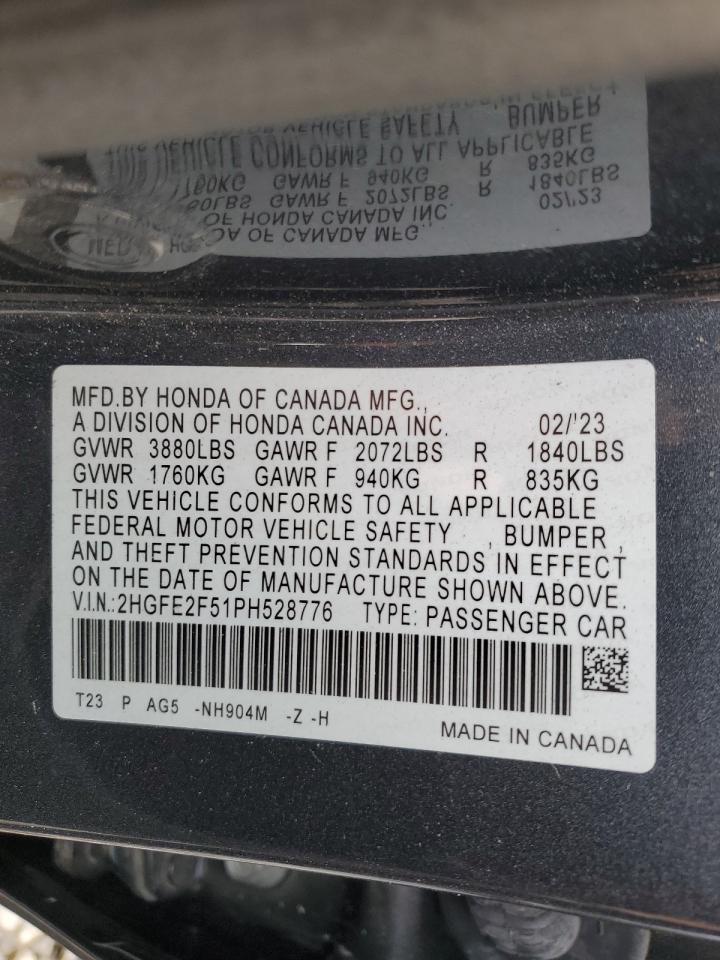 MFD.BY HONDA OF CANADA MFG.,
A DIVISION OF HONDA CANADA INC. 02/'23
GVWR 3880LBS GAWR F 2072LBS R 1840LBS
GVWR 1760KG GAWR F 940KG R 835KG
THIS VEHICLE CONFORMS TO ALL APPLICABLE
FEDERAL MOTOR VEHICLE SAFETY , BUMPER ,
AND THEFT PREVENTION STANDARDS IN EFFECT
ON THE DATE OF MANUFACTURE SHOWN ABOVE.
V.I.N.:2HGFE2F51PH528776 TYPE: PASSENGER CAR
T23 P AG5 -NH904M -Z -H
MADE IN CANADA